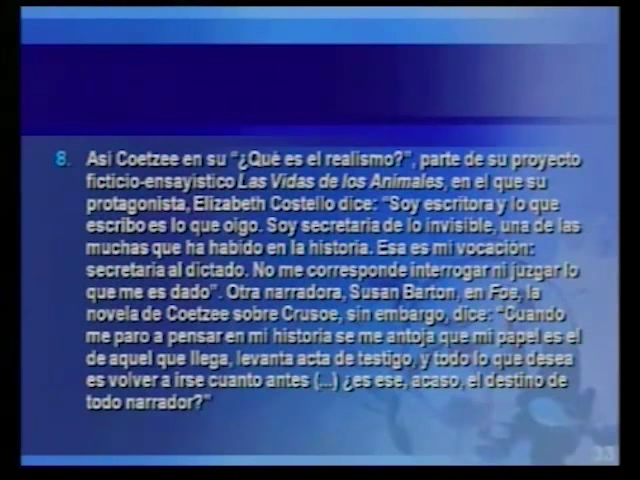 8. Asi Coetzee en su "¿Qué es el realismo?", parte de su proyecto
ficticio-ensayistico Las Vidas de los Animales, en el que su
protagonista, Elizabeth Costello dice: "Soy escritora y lo que
escribo es lo que oigo. Soy secretaria de lo invisible, una de las
muchas que ha habido en la historia. Esa es mi vocación:
secretaria al dictado. No me corresponde interrogar ni juzgar lo
que me es dado". Otra narradora, Susan Barton, en Foe, la
novela de Coetzee sobre Crusoe, sin embargo, dice: "Cuando
me paro a pensar en mi historia se me antoja que mi papel es el
de aquel que llega, levanta acta de testigo, y todo lo que desea
es volver a irse cuanto antes (...) ¿es ese, acaso, el destino de
todo narrador?"
33